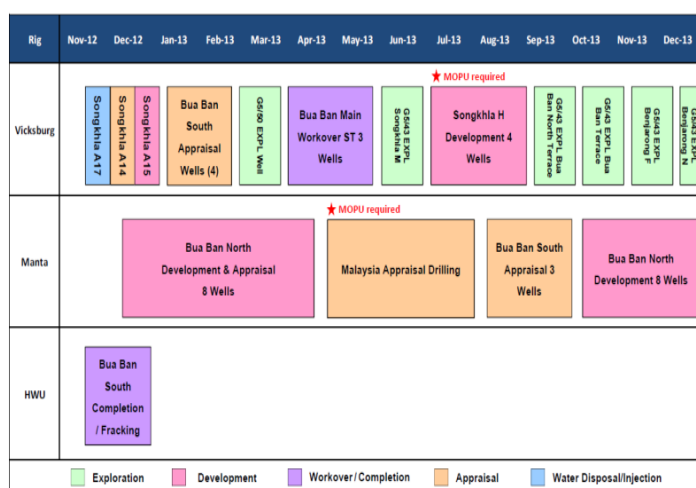 Rig Nov-12 Dec-12 Jan-13 Feb-13 Mar-13 Apr-13 May-13 Jun-13 Jul-13 Aug-13 Sep-13 Oct-13 Nov-13 Dec-13
MOPU required
Vicksburg
Songkhla A17
Songkhla A14
Songkhla A15
Bua Ban
South
Appraisal
Wells (4)
G5/50 EXPL Well
Bua Ban Main
Workover ST 3
Wells
G5/43 EXPL
Songkhla M
Songkhla H
Development 4
Wells
G5/43 EXPL Bua
Ban North Terrace
G5/43 EXPL Bua
Ban Terrace
G5/43 EXPL
Benjarong F
G5/43 EXPL
Benjarong N
MOPU required
Manta
Bua Ban North
Development & Appraisal
8 Wells
Malaysia Appraisal Drilling
Bua Ban South
Appraisal 3
Wells
Bua Ban North
Development 8 Wells
HWU
Bua Ban
South
Completion
/ Fracking
Exploration
Development
Workover/Completion
Appraisal
Water Disposal/Injection